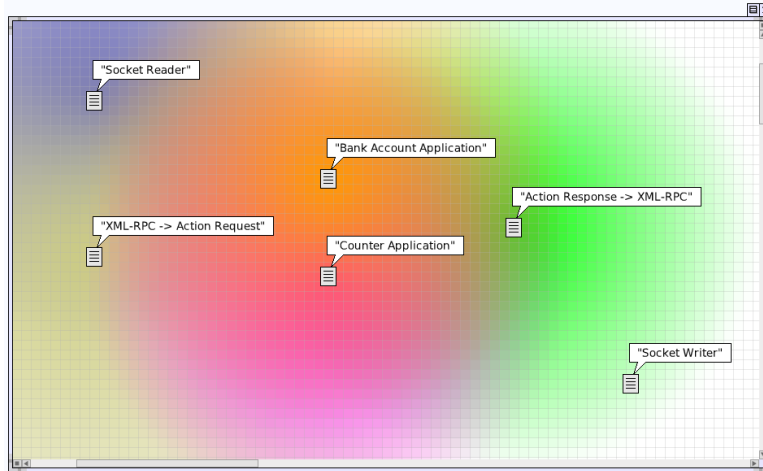 "Socket Reader"
"Bank Account Application"
"Action Response -> XML-RPC"
"XML-RPC -> Action Request"
"Counter Application"
"Socket Writer"